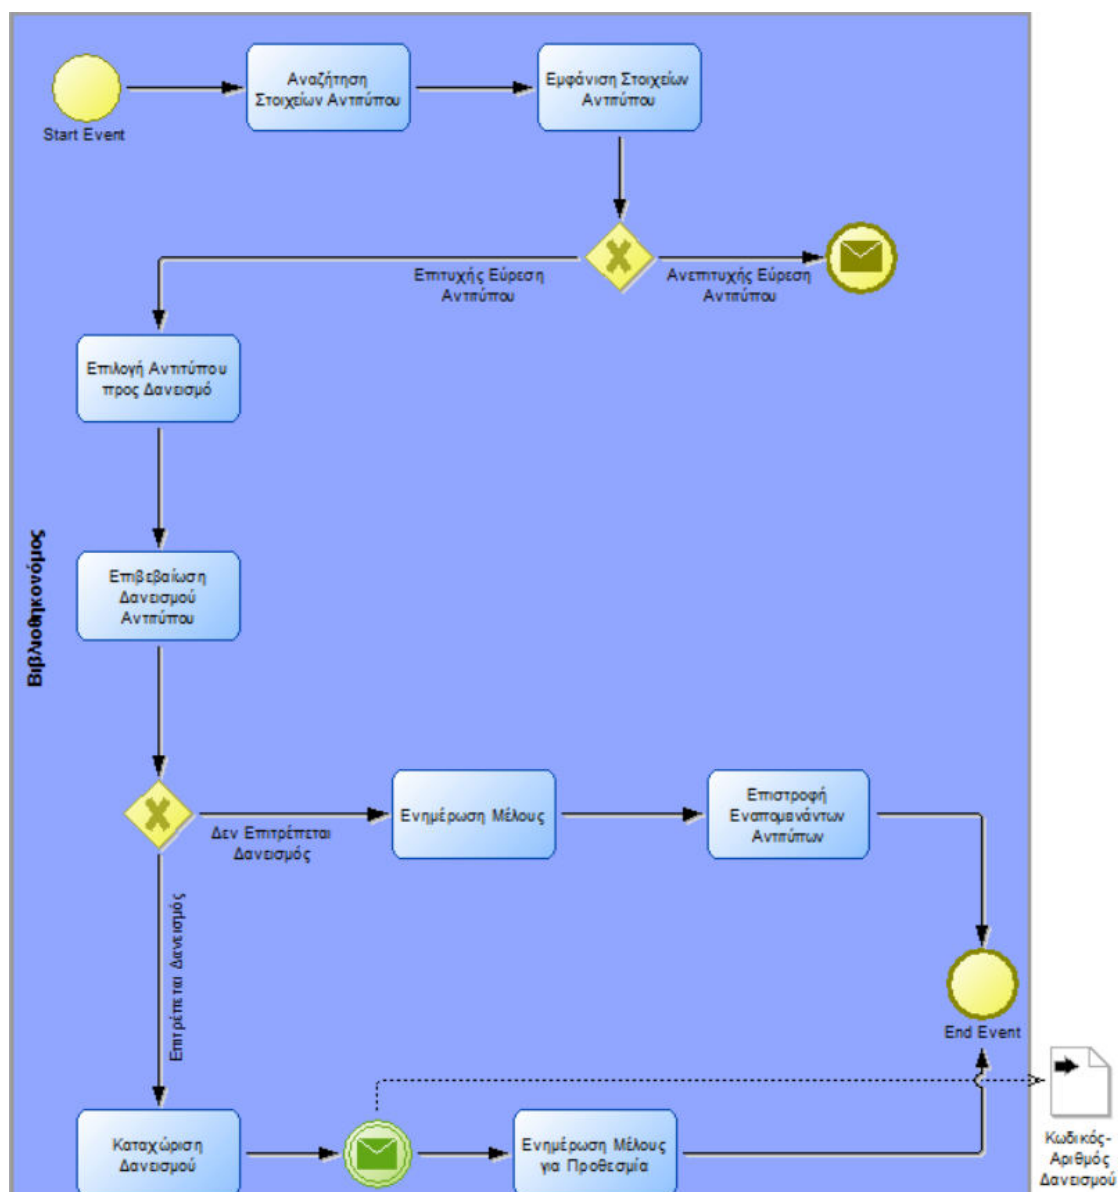 Αναζήτηση
Στοιχείων Αντιτύπου
Εμφάνιση Στοιχείων
Αντιτύπου
Start Event
Επιτυχής Εύρεση
Αντιτύπου
Ανεπιτυχής Εύρεση
Αντιτύπου
Επιλογή Αντιτύπου
προς Δανεισμό
Βιβλιοθηκονόμος
Επιβεβαίωση
Δανεισμού
Αντιτύπου
Δεν Επιτρέπεται
Δανεισμός
Ενημέρωση Μέλους
Επιστροφή
Εναπομενάντων
Αντιτύπων
Επιτρέπεται Δανεισμός
End Event
Καταχώριση
Δανεισμού
Ενημέρωση Μέλους
για Προθεσμία
Κωδικός-
Αριθμός
Δανεισμού